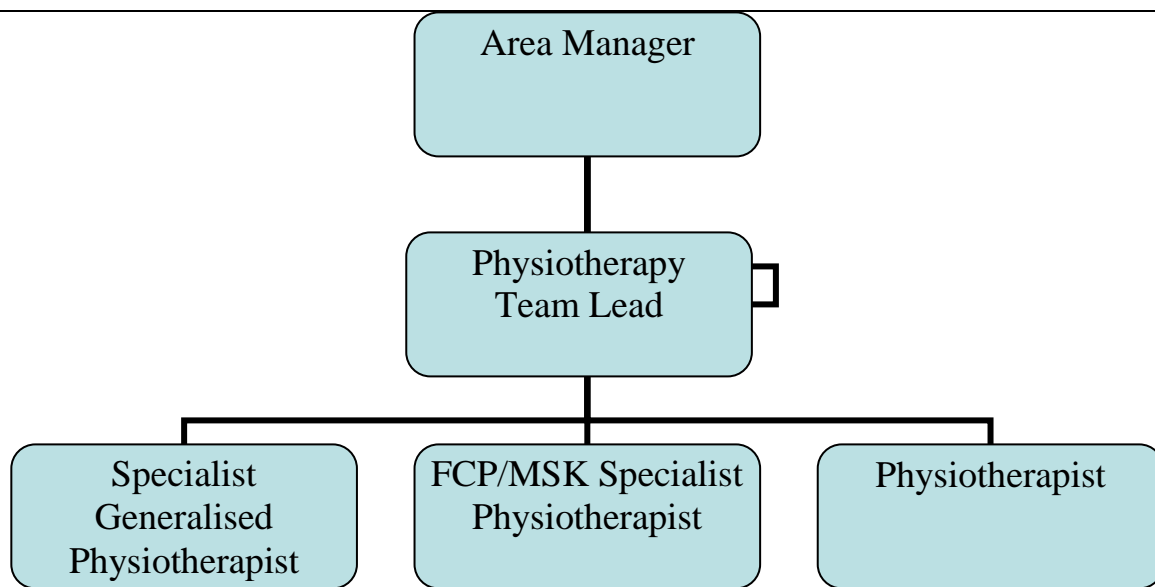 Area Manager
Physiotherapy
Team Lead
Specialist
Generalised
Physiotherapist
FCP/MSK Specialist
Physiotherapist
Physiotherapist